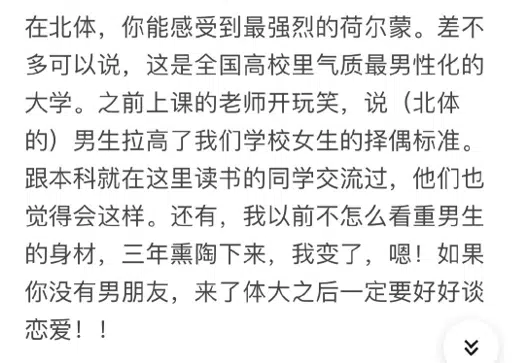 在北体，你能感受到最强烈的荷尔蒙。差不
多可以说，这是全国高校里气质最男性化的
大学。之前上课的老师开玩笑，说（北体
的）男生拉高了我们学校女生的择偶标准。
跟本科就在这里读书的同学交流过，他们也
觉得会这样。还有，我以前不怎么看重男生
的身材，三年熏陶下来，我变了，嗯！如果
你没有男朋友，来了体大之后一定要好好谈
恋爱！！